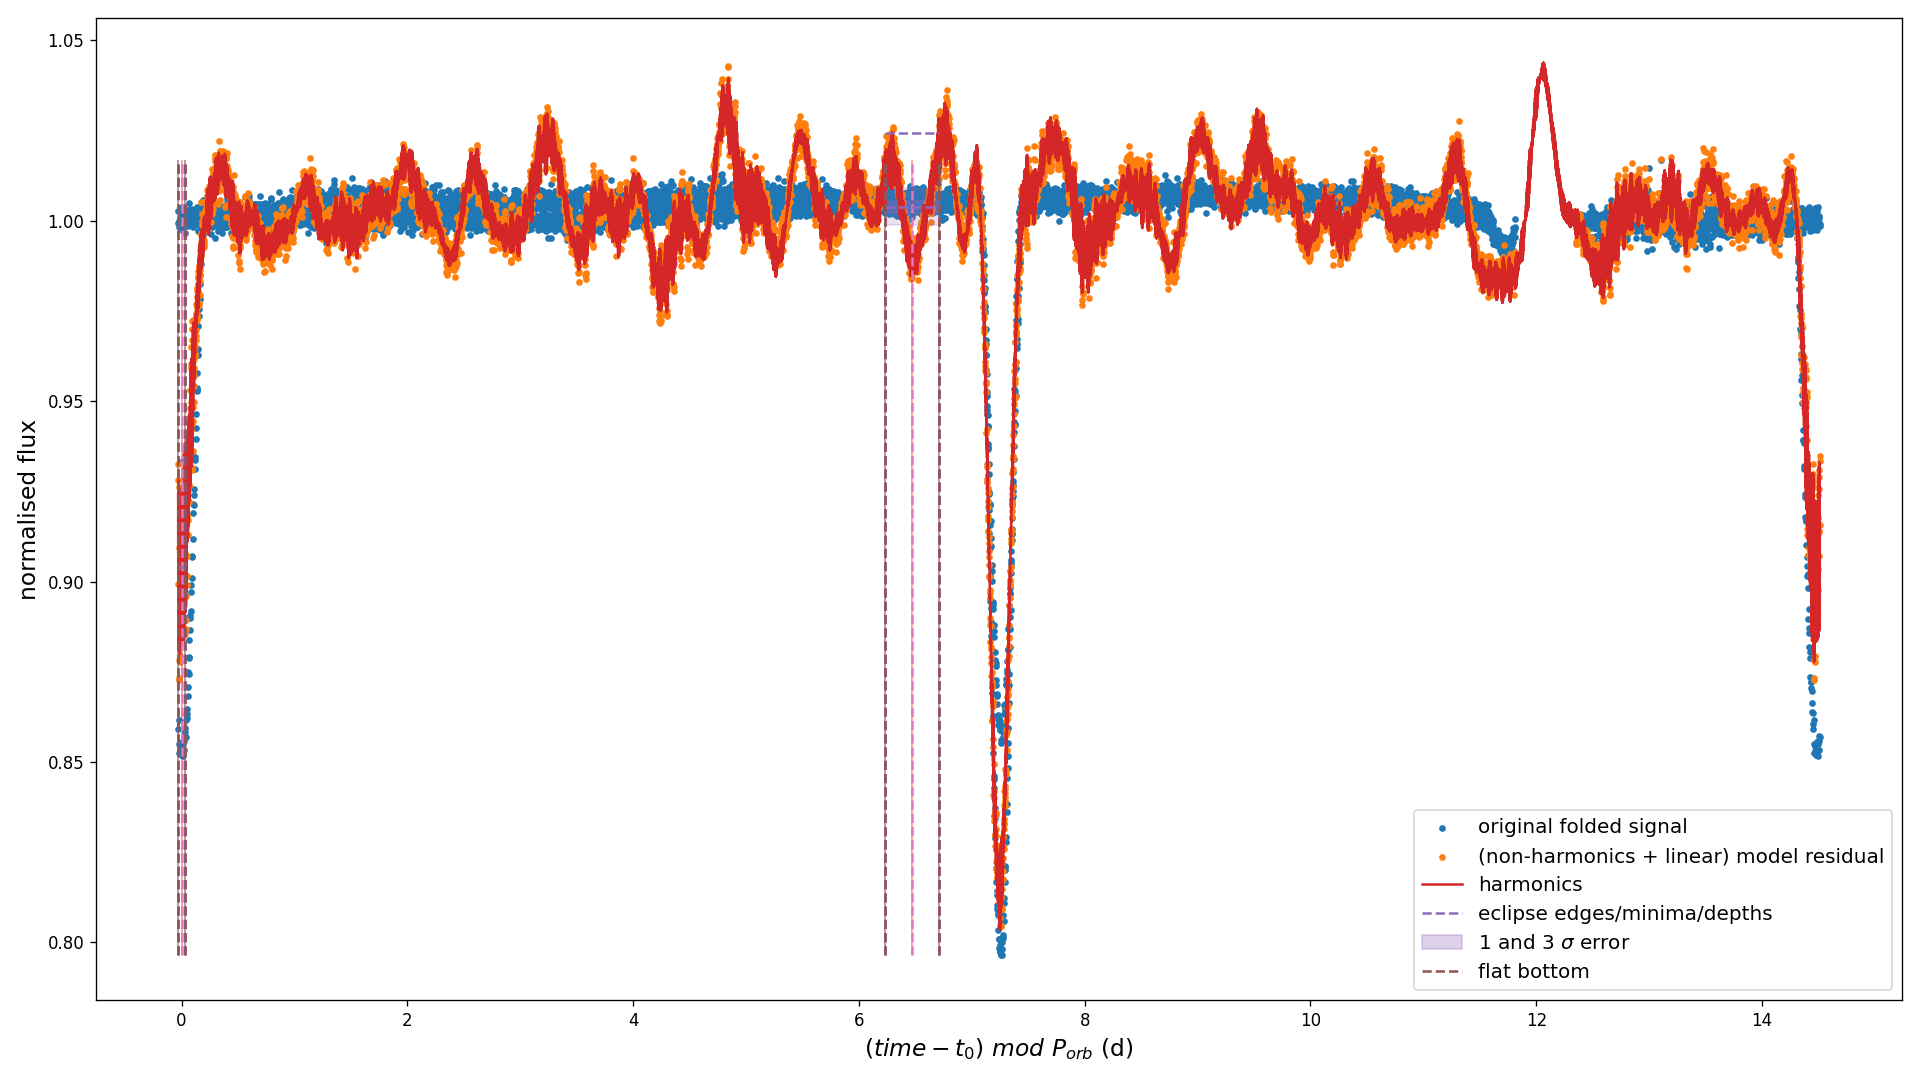 1.05
1.00
0.95
0.90
0.85
0.80
normalised flux
original folded signal
(non-harmonics + linear) model residual
harmonics
eclipse edges/minima/depths
1 and 3 σ error
flat bottom
0 2 4 6 8 10 12 14
(time − t₀) mod P_orb (d)